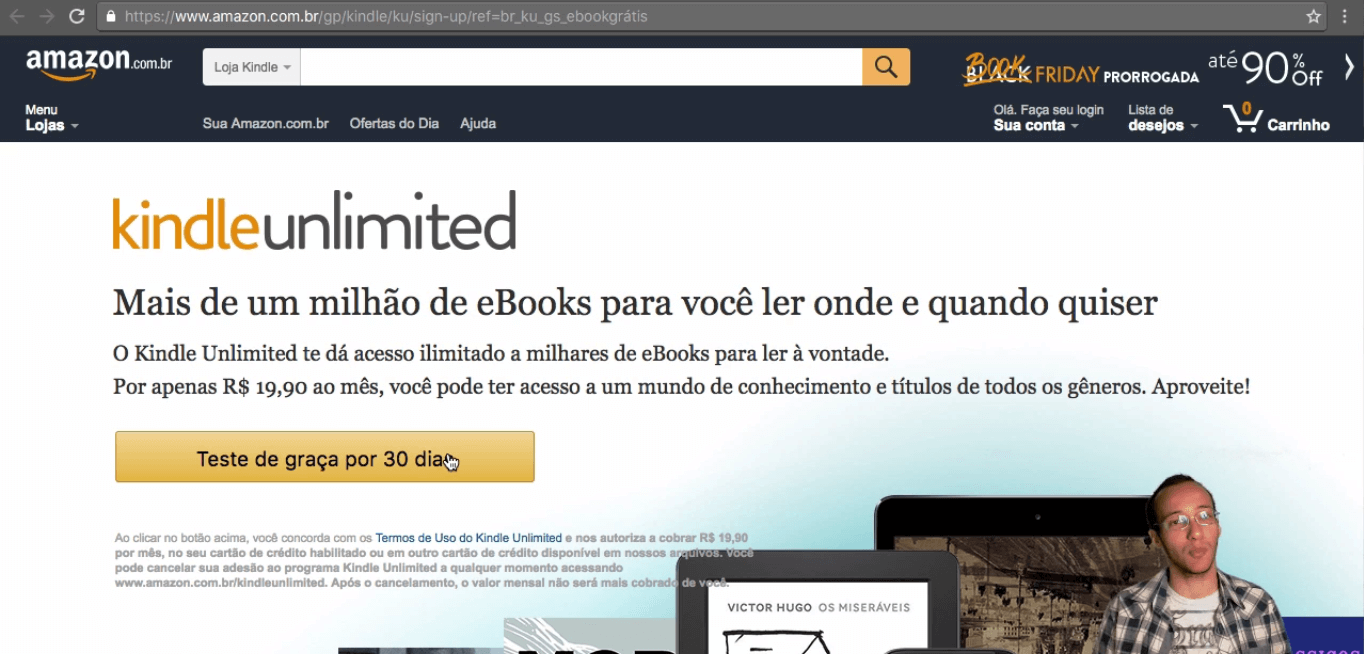 https://www.amazon.com.br/gp/kindle/ku/sign-up/ref=br_ku_gs_ebookgrátis
amazon.com.br
Loja Kindle
BOOK
BLACK FRIDAY PRORROGADA
até 90% Off
Menu
Lojas
Sua Amazon.com.br
Ofertas do Dia
Ajuda
Olá. Faça seu login
Sua conta
Lista de
desejos
0
Carrinho
kindleunlimited
Mais de um milhão de eBooks para você ler onde e quando quiser
O Kindle Unlimited te dá acesso ilimitado a milhares de eBooks para ler à vontade.
Por apenas R$ 19,90 ao mês, você pode ter acesso a um mundo de conhecimento e títulos de todos os gêneros. Aproveite!
Teste de graça por 30 dias
Ao clicar no botão acima, você concorda com os Termos de Uso do Kindle Unlimited e nos autoriza a cobrar R$ 19,90
por mês, no seu cartão de crédito habilitado ou em outro cartão de crédito disponível em nossos arquivos. Você
pode cancelar sua adesão ao programa Kindle Unlimited a qualquer momento acessando
www.amazon.com.br/kindleunlimited. Após o cancelamento, o valor mensal não será mais cobrado de você.
VICTOR HUGO OS MISERÁVEIS